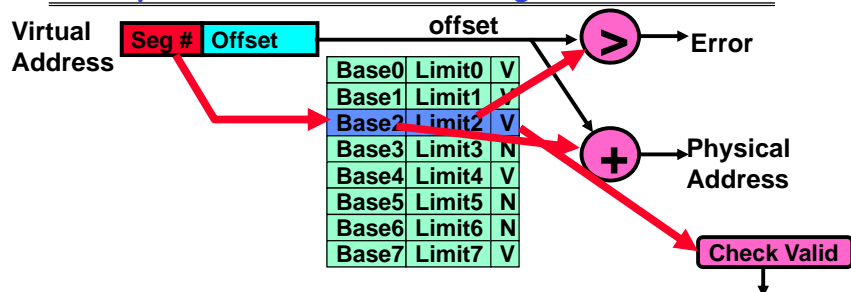 Virtual Address
Seg # Offset
offset
>
Error
Base0 Limit0 V
Base1 Limit1 V
Base2 Limit2 V
Base3 Limit3 N
Base4 Limit4 V
Base5 Limit5 N
Base6 Limit6 N
Base7 Limit7 V
+
Physical Address
Check Valid